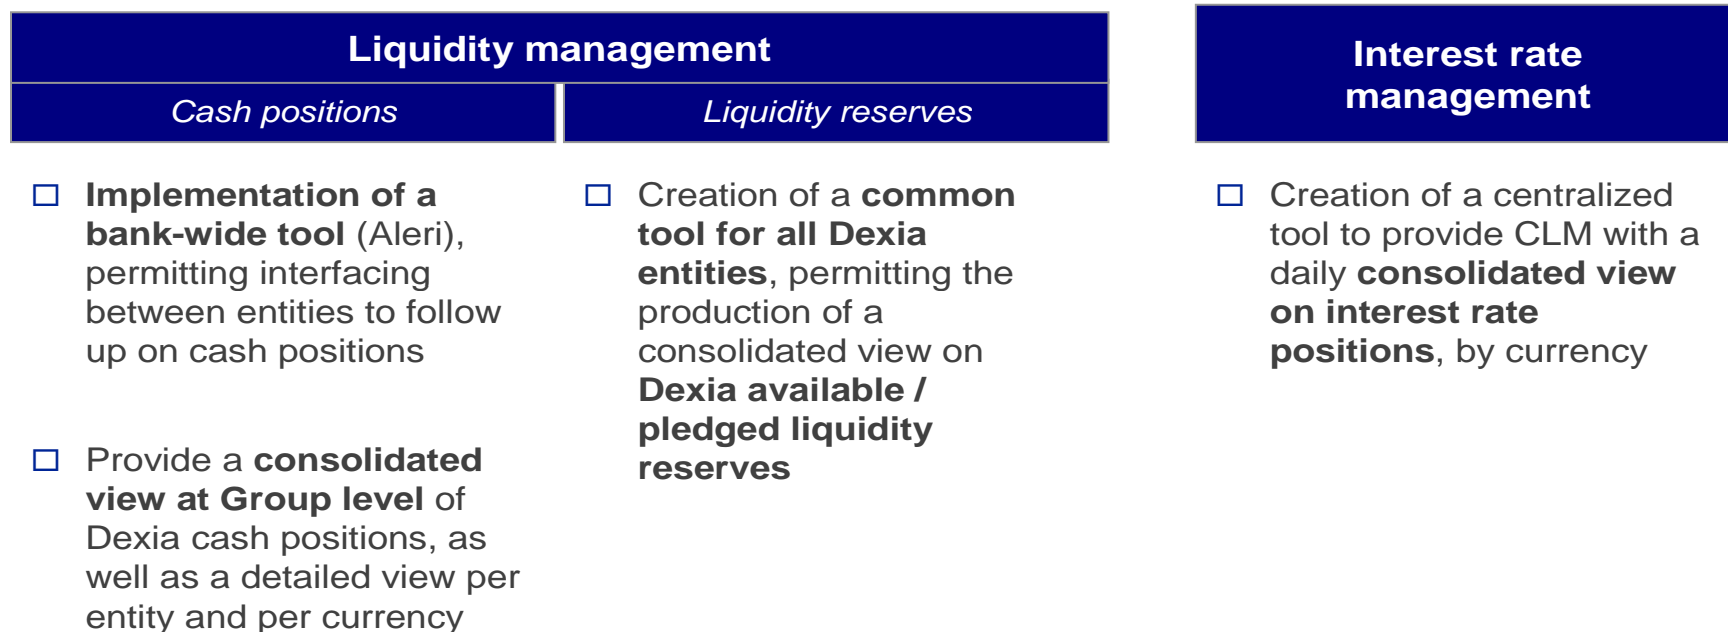 Liquidity management
Cash positions
Liquidity reserves
Interest rate
management
Implementation of a
bank-wide tool (Aleri),
permitting interfacing
between entities to follow
up on cash positions
Provide a consolidated
view at Group level of
Dexia cash positions, as
well as a detailed view per
entity and per currency
Creation of a common
tool for all Dexia
entities, permitting the
production of a
consolidated view on
Dexia available /
pledged liquidity
reserves
Creation of a centralized
tool to provide CLM with a
daily consolidated view
on interest rate
positions, by currency